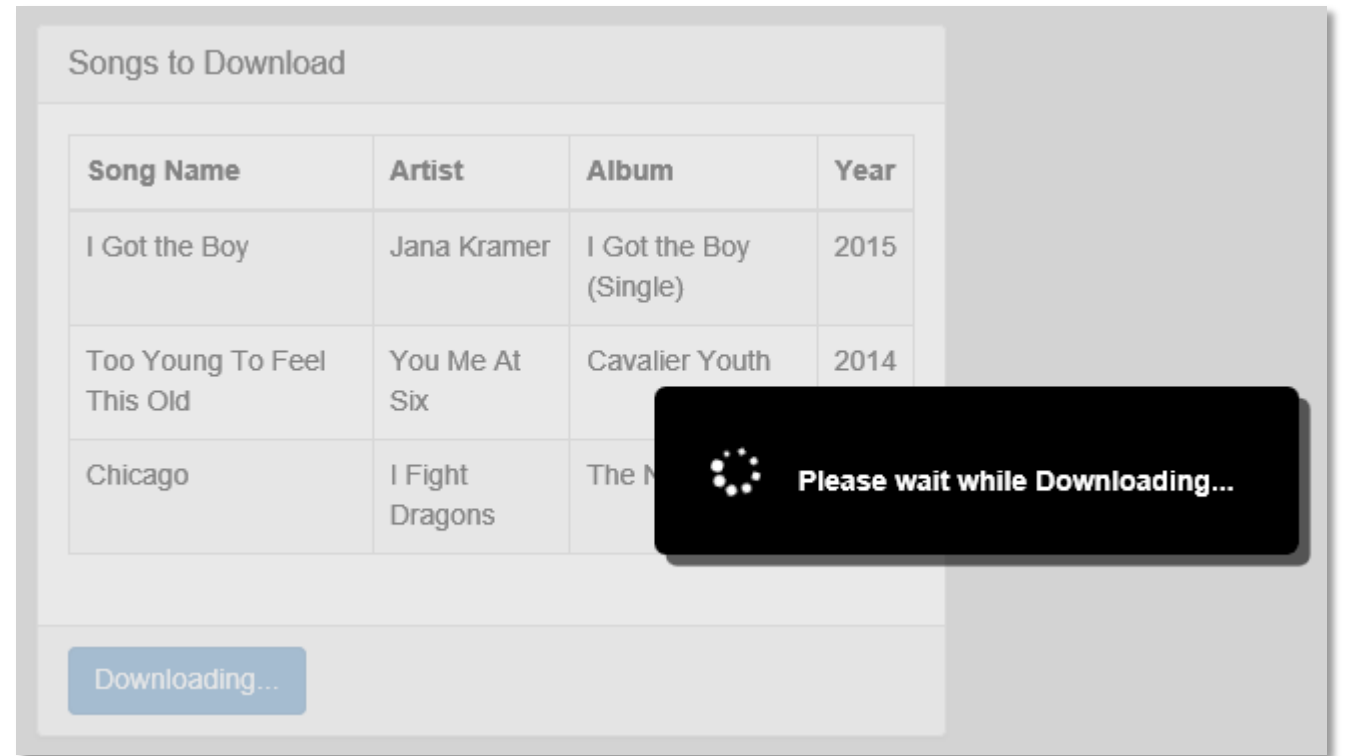 Songs to Download
Song Name Artist Album Year
I Got the Boy Jana Kramer I Got the Boy 2015
(Single)
Too Young To Feel You Me At Cavalier Youth 2014
This Old Six
Chicago I Fight The
Dragons
Please wait while Downloading...
Downloading...